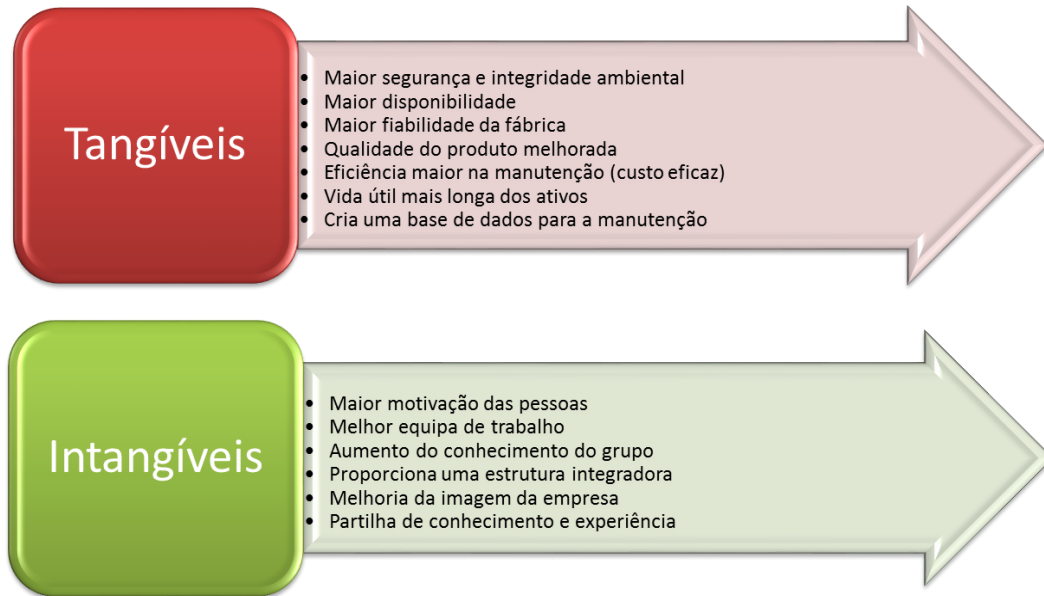 Tangíveis
• Maior segurança e integridade ambiental
• Maior disponibilidade
• Maior fiabilidade da fábrica
• Qualidade do produto melhorada
• Eficiência maior na manutenção (custo eficaz)
• Vida útil mais longa dos ativos
• Cria uma base de dados para a manutenção
Intangíveis
• Maior motivação das pessoas
• Melhor equipa de trabalho
• Aumento do conhecimento do grupo
• Proporciona uma estrutura integradora
• Melhoria da imagem da empresa
• Partilha de conhecimento e experiência